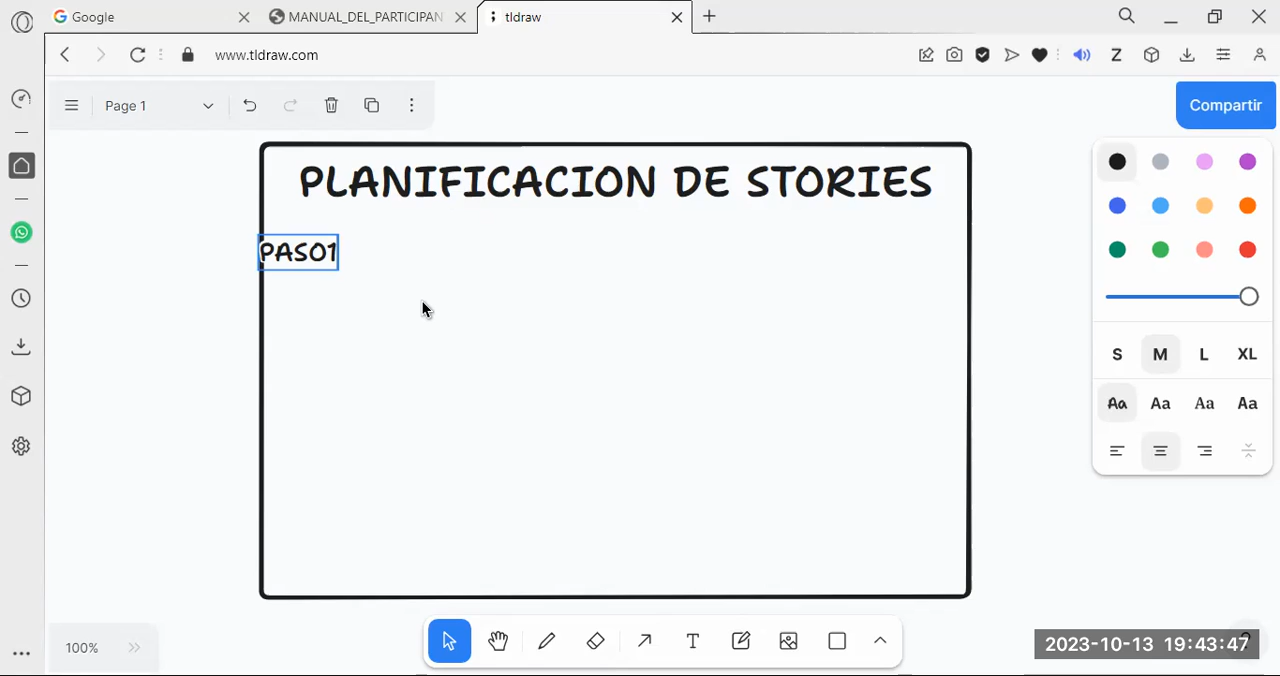 Google
MANUAL_DEL_PARTICIPAN
tldraw
www.tldraw.com
Z
Page 1
Compartir
PLANIFICACION DE STORIES
PASO1
S M L XL
Aa Aa Aa Aa
100%
T
2023-10-13 19:43:47